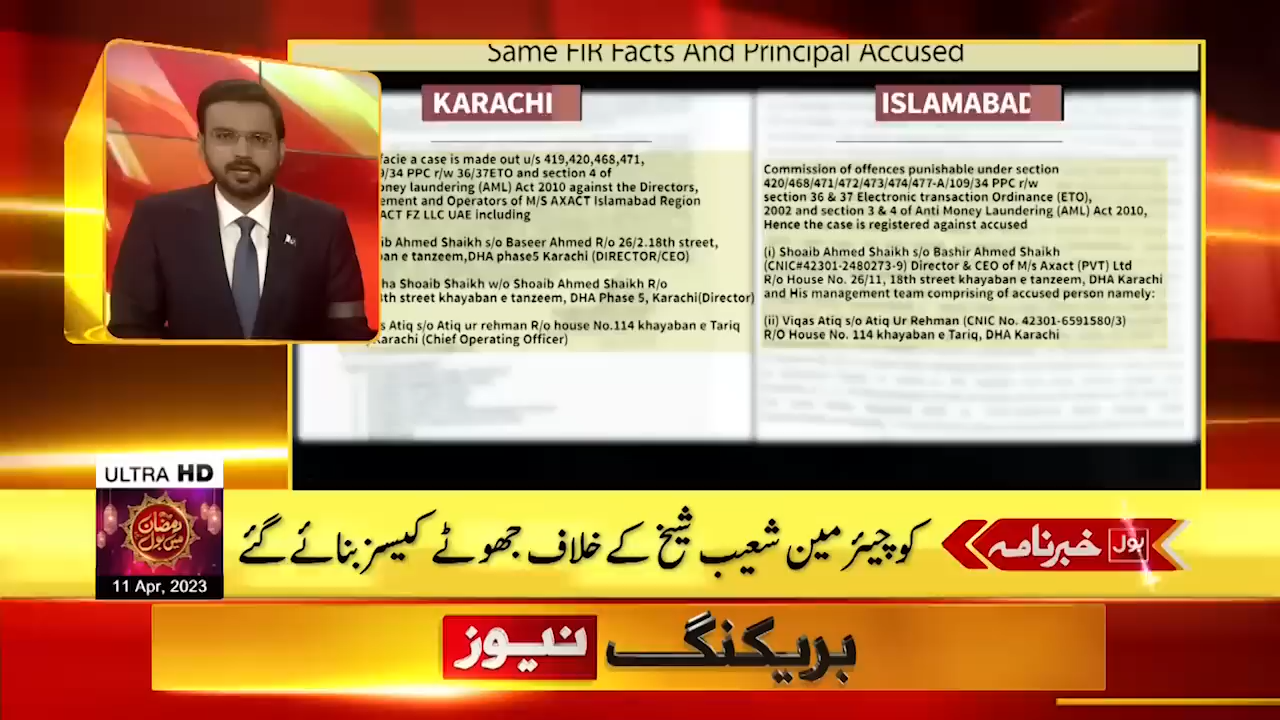 Same FIR Facts And Principal Accused
KARACHI
acie a case is made out u/s 419,420,468,471,
9/34 PPC r/w 36/37ETO and section 4 of
ney laundering (AML) Act 2010 against the Directors,
ement and Operators of M/S AXACT Islamabad Region
ACT FZ LLC UAE including
ib Ahmed Shaikh s/o Baseer Ahmed R/o 26/2.18th street,
an e tanzeem,DHA phase5 Karachi (DIRECTOR/CEO)
ha Shoaib Shaikh w/o Shoaib Ahmed Shaikh R/o
8th street khayaban e tanzeem, DHA Phase 5, Karachi(Director)
s Atiq s/o Atiq ur rehman R/o house No.114 khayaban e Tariq
Karachi (Chief Operating Officer)
ISLAMABAD
Commission of offences punishable under section
420/468/471/472/473/474/477-A/109/34 PPC r/w
section 36 & 37 Electronic transaction Ordinance (ETO),
2002 and section 3 & 4 of Anti Money Laundering (AML) Act 2010,
Hence the case is registered against accused
(i) Shoaib Ahmed Shaikh s/o Bashir Ahmed Shaikh
(CNIC#42301-2480273-9) Director & CEO of M/s Axact (PVT) Ltd
R/o House No. 26/11, 18th street khayaban e tanzeem, DHA Karachi
and His management team comprising of accused person namely:
(ii) Viqas Atiq s/o Atiq Ur Rehman (CNIC No. 42301-6591580/3)
R/O House No. 114 khayaban e Tariq, DHA Karachi
ULTRA HD
رمضان
میں بول
11 Apr, 2023
بول خبرنامہ
کو چیئرمین شعیب شیخ کے خلاف جھوٹے کیسز بنائے گئے
بریکنگ نیوز